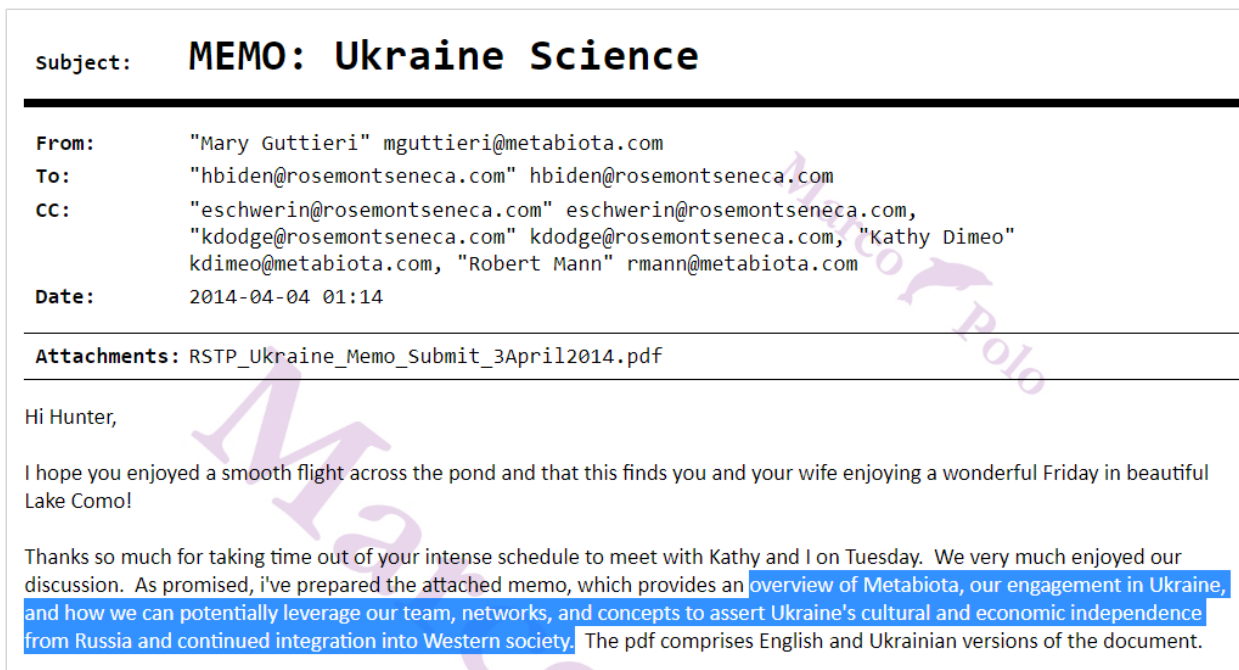 Subject: MEMO: Ukraine Science
From: "Mary Guttieri" mguttieri@metabiota.com
To: "hbiden@rosemontseneca.com" hbiden@rosemontseneca.com
CC: "eschwerin@rosemontseneca.com" eschwerin@rosemontseneca.com,
"kdodge@rosemontseneca.com" kdodge@rosemontseneca.com, "Kathy Dimeo"
kdimeo@metabiota.com, "Robert Mann" rmann@metabiota.com
Date: 2014-04-04 01:14
Attachments: RSTP_Ukraine_Memo_Submit_3April2014.pdf
Hi Hunter,
I hope you enjoyed a smooth flight across the pond and that this finds you and your wife enjoying a wonderful Friday in beautiful
Lake Como!
Thanks so much for taking time out of your intense schedule to meet with Kathy and I on Tuesday.  We very much enjoyed our
discussion.  As promised, i've prepared the attached memo, which provides an overview of Metabiota, our engagement in Ukraine,
and how we can potentially leverage our team, networks, and concepts to assert Ukraine's cultural and economic independence
from Russia and continued integration into Western society.  The pdf comprises English and Ukrainian versions of the document.
Marco Polo
Marco